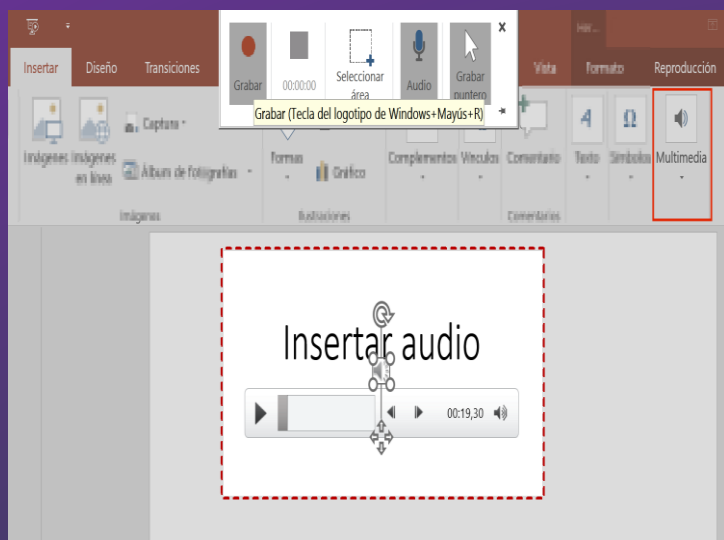 Her...
Insertar Diseño Transiciones Vista Formato Reproducción
Grabar 00:00:00 Seleccionar área Audio Grabar puntero
Grabar (Tecla del logotipo de Windows+Mayús+R)
Imágenes Imágenes en línea
Captura
Álbum de fotografías
Formas
Gráfico
Complementos Vínculos Comentario Texto Símbolos Multimedia
Imágenes Ilustraciones Comentarios
Insertar audio
00:19,30